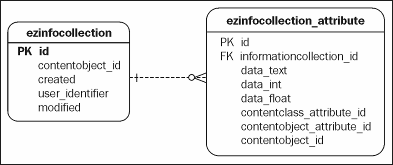 ezinfocollection
PK id
contentobject_id
created
user_identifier
modified
ezinfocollection_attribute
PK id
FK informationcollection_id
data_text
data_int
data_float
contentclass_attribute_id
contentobject_attribute_id
contentobject_id